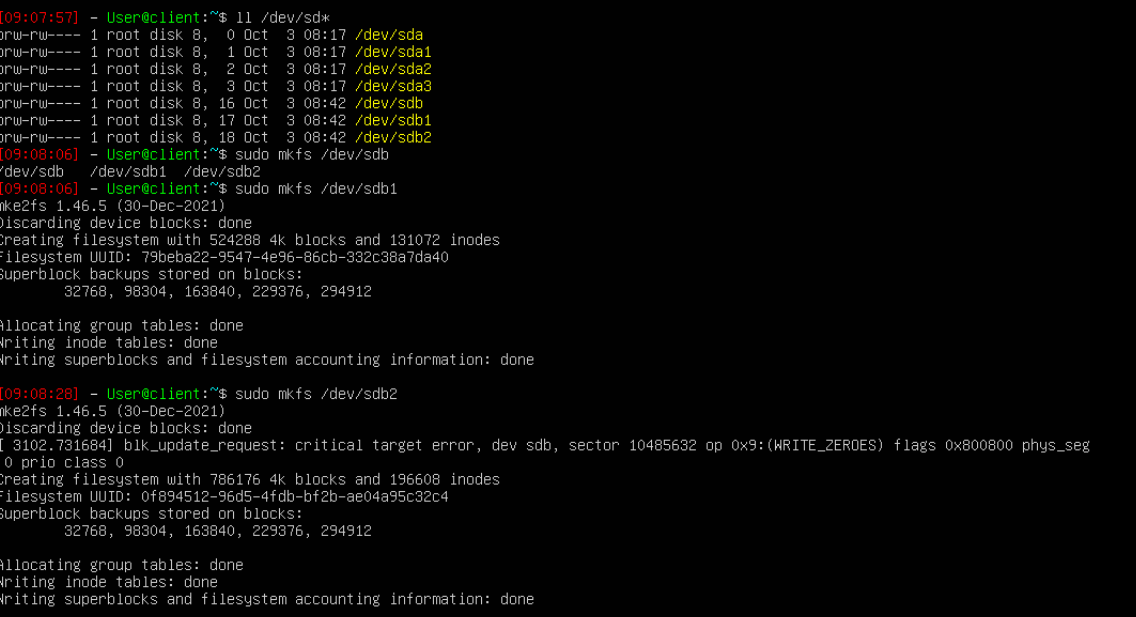 [09:07:57] - User@client:~$ ll /dev/sd*
brw-rw---- 1 root disk 8,  0 Oct  3 08:17 /dev/sda
brw-rw---- 1 root disk 8,  1 Oct  3 08:17 /dev/sda1
brw-rw---- 1 root disk 8,  2 Oct  3 08:17 /dev/sda2
brw-rw---- 1 root disk 8,  3 Oct  3 08:17 /dev/sda3
brw-rw---- 1 root disk 8, 16 Oct  3 08:42 /dev/sdb
brw-rw---- 1 root disk 8, 17 Oct  3 08:42 /dev/sdb1
brw-rw---- 1 root disk 8, 18 Oct  3 08:42 /dev/sdb2
[09:08:06] - User@client:~$ sudo mkfs /dev/sdb
/dev/sdb   /dev/sdb1  /dev/sdb2
[09:08:06] - User@client:~$ sudo mkfs /dev/sdb1
mke2fs 1.46.5 (30-Dec-2021)
Discarding device blocks: done
Creating filesystem with 524288 4k blocks and 131072 inodes
Filesystem UUID: 79beba22-9547-4e96-86cb-332c38a7da40
Superblock backups stored on blocks:
        32768, 98304, 163840, 229376, 294912

Allocating group tables: done
Writing inode tables: done
Writing superblocks and filesystem accounting information: done

[09:08:28] - User@client:~$ sudo mkfs /dev/sdb2
mke2fs 1.46.5 (30-Dec-2021)
Discarding device blocks: done
[ 3102.731684] blk_update_request: critical target error, dev sdb, sector 10485632 op 0x9:(WRITE_ZEROES) flags 0x800800 phys_seg
 0 prio class 0
Creating filesystem with 786176 4k blocks and 196608 inodes
Filesystem UUID: 0f894512-96d5-4fdb-bf2b-ae04a95c32c4
Superblock backups stored on blocks:
        32768, 98304, 163840, 229376, 294912

Allocating group tables: done
Writing inode tables: done
Writing superblocks and filesystem accounting information: done